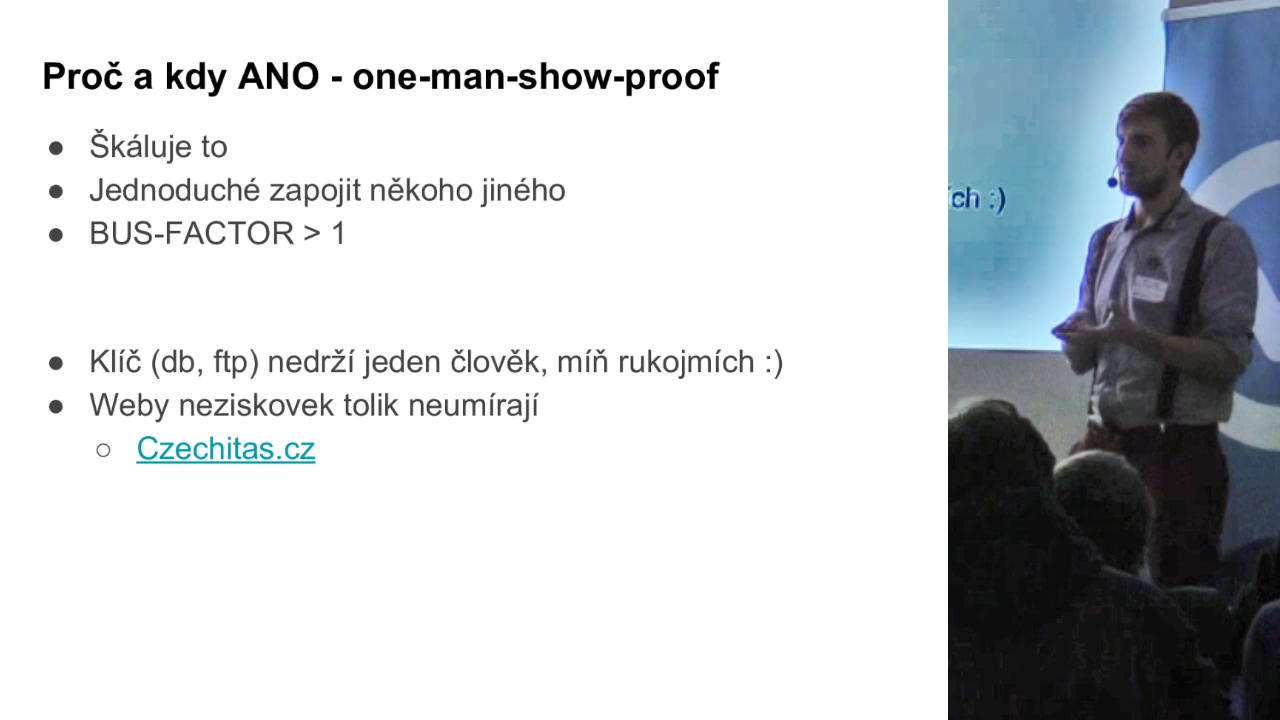 Proč a kdy ANO - one-man-show-proof
● Škáluje to
● Jednoduché zapojit někoho jiného
● BUS-FACTOR > 1
● Klíč (db, ftp) nedrží jeden člověk, míň rukojmích :)
● Weby neziskovek tolik neumírají
○ Czechitas.cz
ích :)